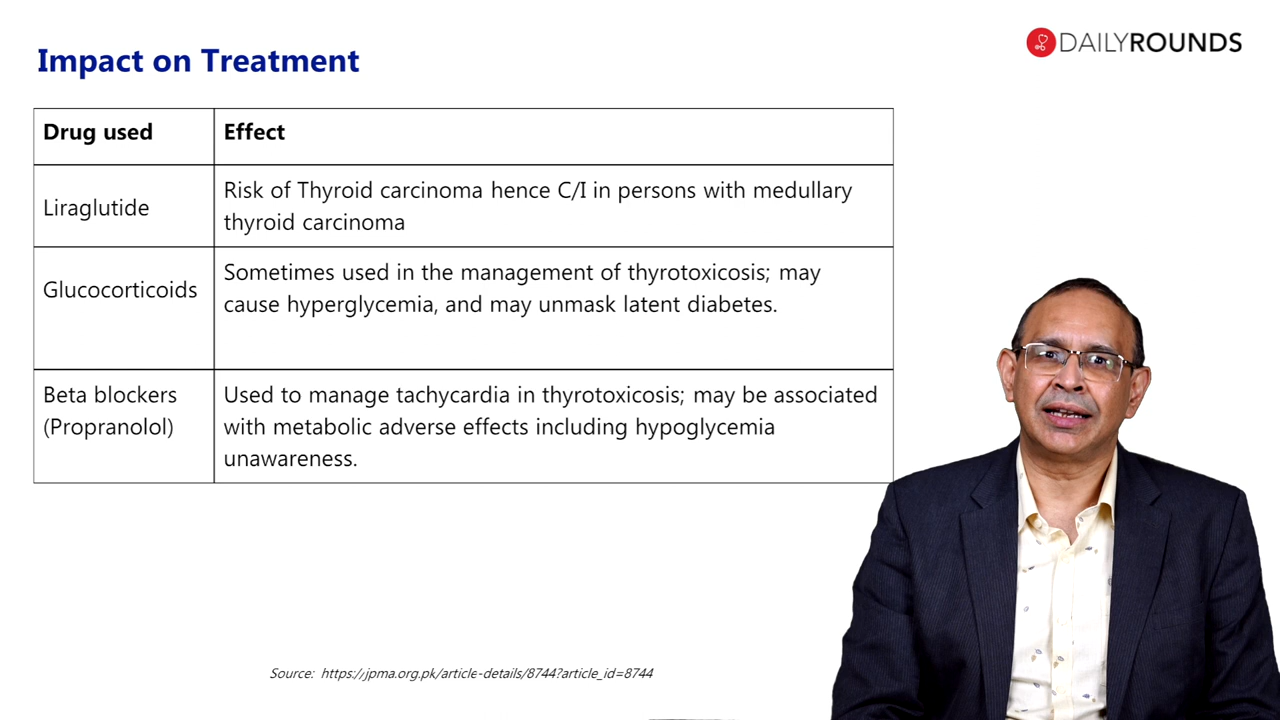 Impact on Treatment
DAILYROUNDS
Drug used
Effect
Liraglutide
Risk of Thyroid carcinoma hence C/I in persons with medullary
thyroid carcinoma
Glucocorticoids
Sometimes used in the management of thyrotoxicosis; may
cause hyperglycemia, and may unmask latent diabetes.
Beta blockers
(Propranolol)
Used to manage tachycardia in thyrotoxicosis; may be associated
with metabolic adverse effects including hypoglycemia
unawareness.
Source: https://jpma.org.pk/article-details/8744?article_id=8744